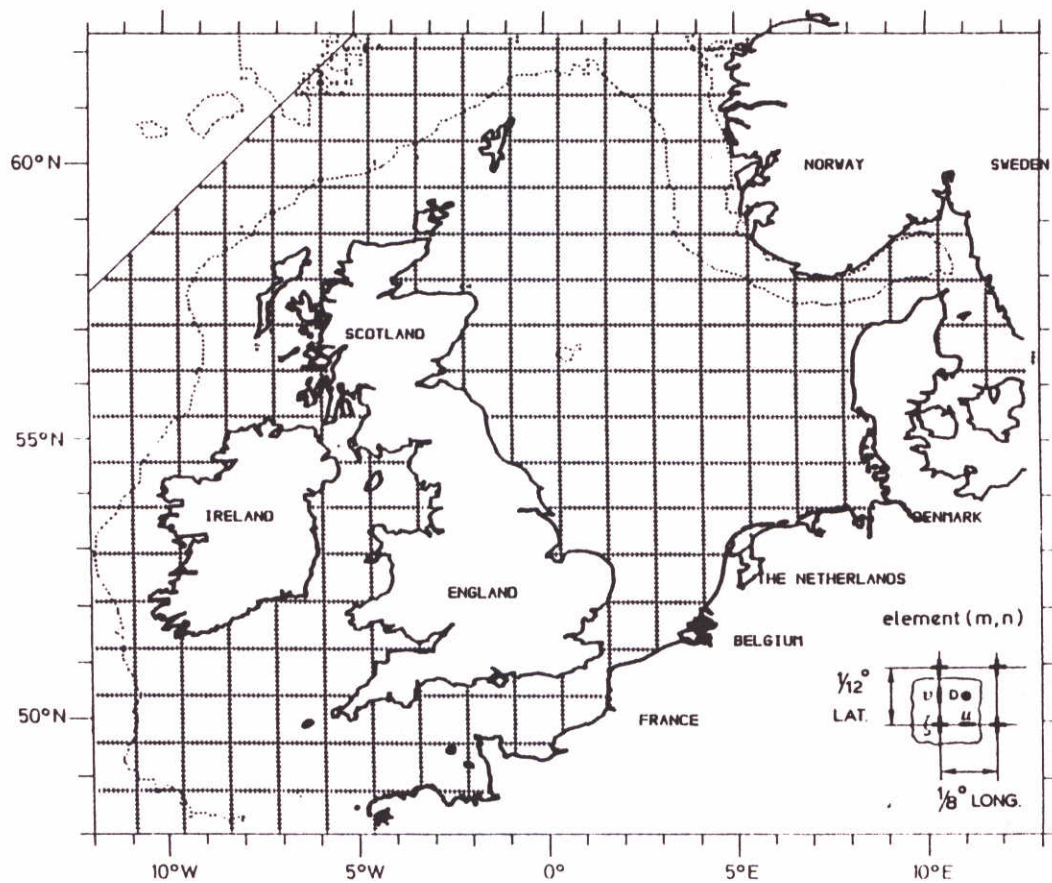 60°N
NORWAY
SWEDEN
SCOTLAND
55°N
IRELAND
DENMARK
THE NETHERLANDS
ENGLAND
element (m,n)
BELGIUM
1/12°
LAT.
υ D
ζ u
50°N
FRANCE
1/8° LONG.
10°W
5°W
0°
5°E
10°E